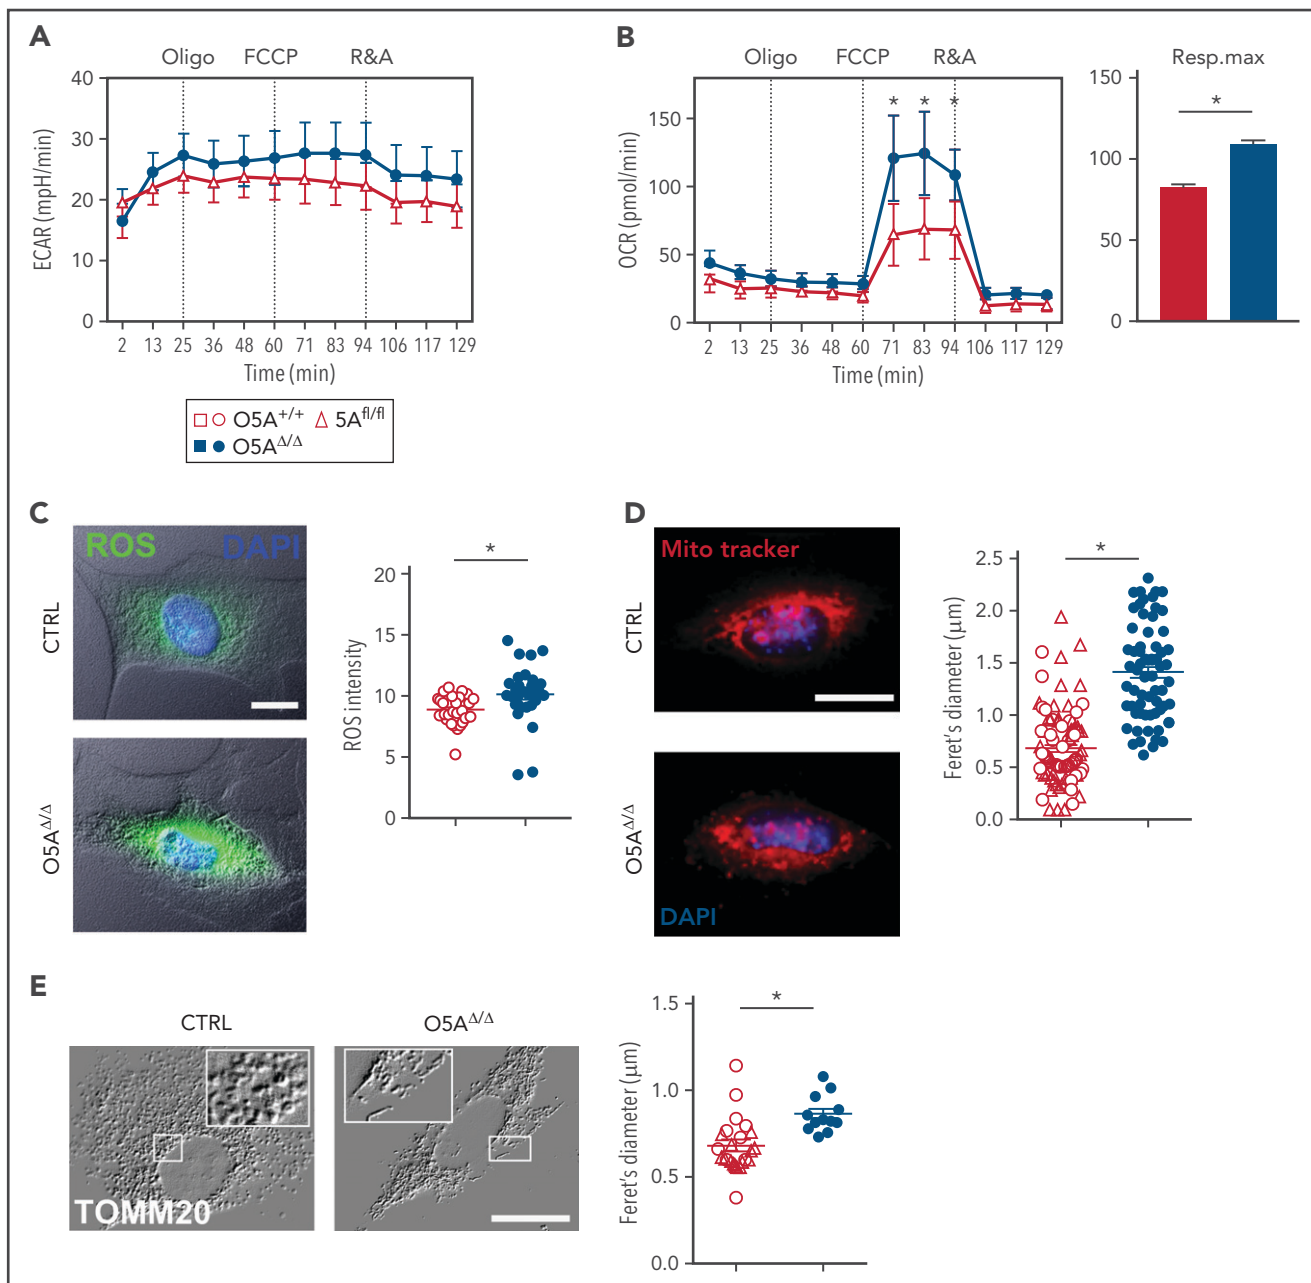 A
Oligo FCCP R&A
ECAR (mpH/min)
40
30
20
10
0
2 13 25 36 48 60 71 83 94 106 117 129
Time (min)
O5A+/+ 5Afl/fl
O5AΔ/Δ
B
Oligo FCCP R&A
OCR (pmol/min)
150
100
50
0
* * *
2 13 25 36 48 60 71 83 94 106 117 129
Time (min)
Resp.max
150
100
50
0
*
C
ROS DAPI
CTRL
O5AΔ/Δ
ROS intensity
20
15
10
5
0
*
D
Mito tracker
CTRL
O5AΔ/Δ
DAPI
Feret's diameter (μm)
2.5
2.0
1.5
1.0
0.5
0.0
*
E
CTRL O5AΔ/Δ
TOMM20
Feret's diameter (μm)
1.5
1.0
0.5
0.0
*